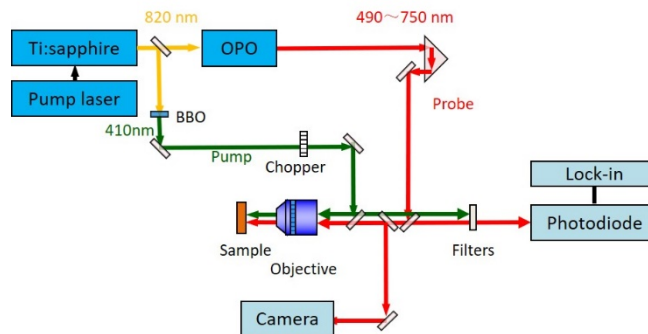 820 nm
490～750 nm
Ti:sapphire
OPO
Pump laser
BBO
Probe
410nm
Pump
Chopper
Lock-in
Photodiode
Sample
Objective
Filters
Camera